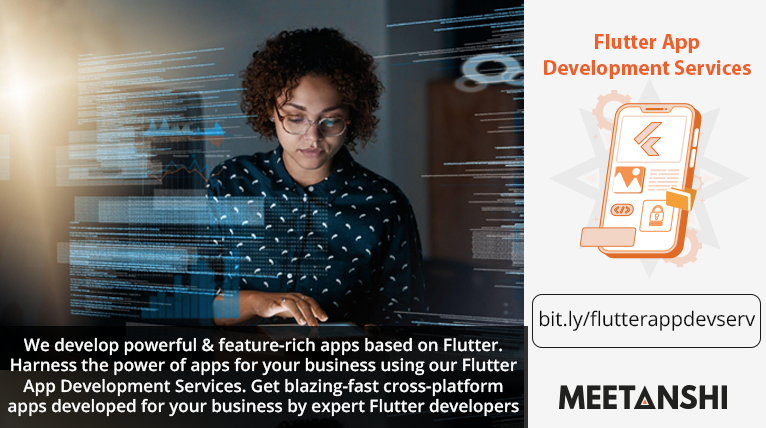 Flutter App
Development Services
bit.ly/flutterappdevserv
MEETANSHI
We develop powerful & feature-rich apps based on Flutter.
Harness the power of apps for your business using our Flutter
App Development Services. Get blazing-fast cross-platform
apps developed for your business by expert Flutter developers